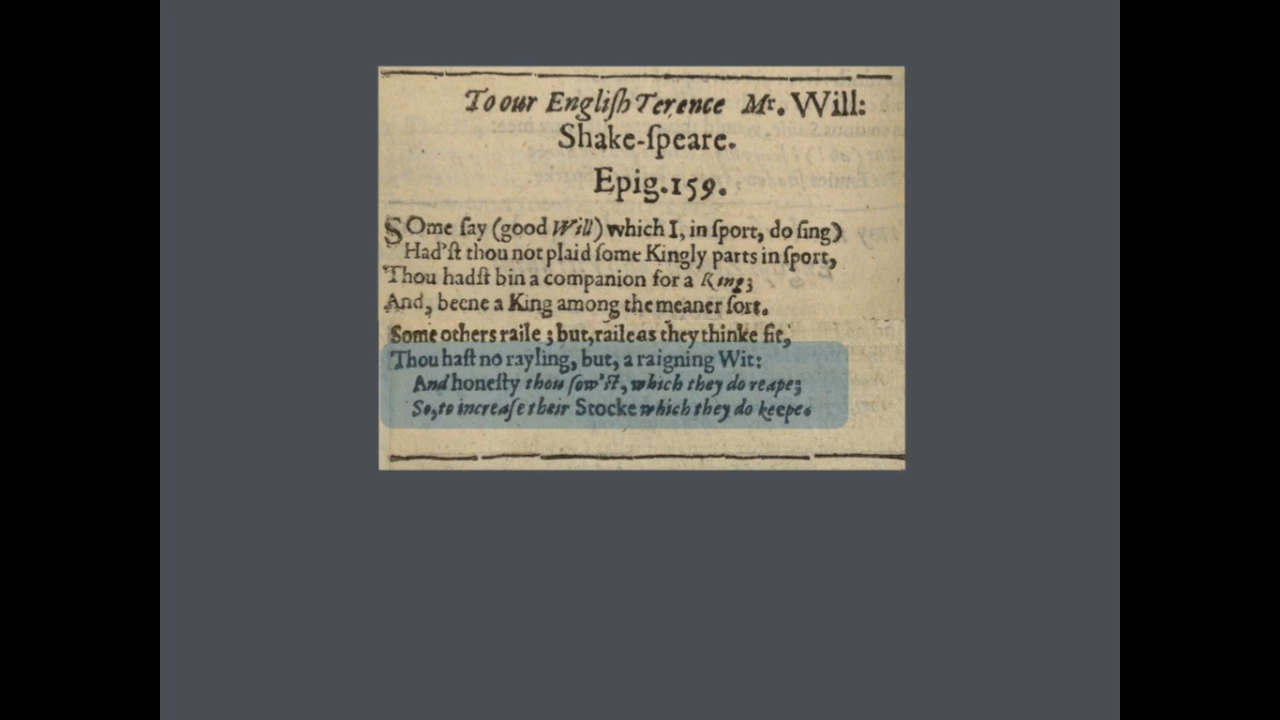 To our Engliſh Terence Mr. Will:
Shake-ſpeare.
Epig.159.
SOme ſay (good Will) which I, in ſport, do ſing)
Had'ſt thou not plaid ſome Kingly parts in ſport,
Thou hadſt bin a companion for a King;
And, beene a King among the meaner ſort.
Some others raile; but, raile as they thinke fit,
Thou haſt no rayling, but, a raigning Wit:
And honeſty thou ſow'ſt, which they do reape;
So, to increaſe their Stocke which they do keepe.